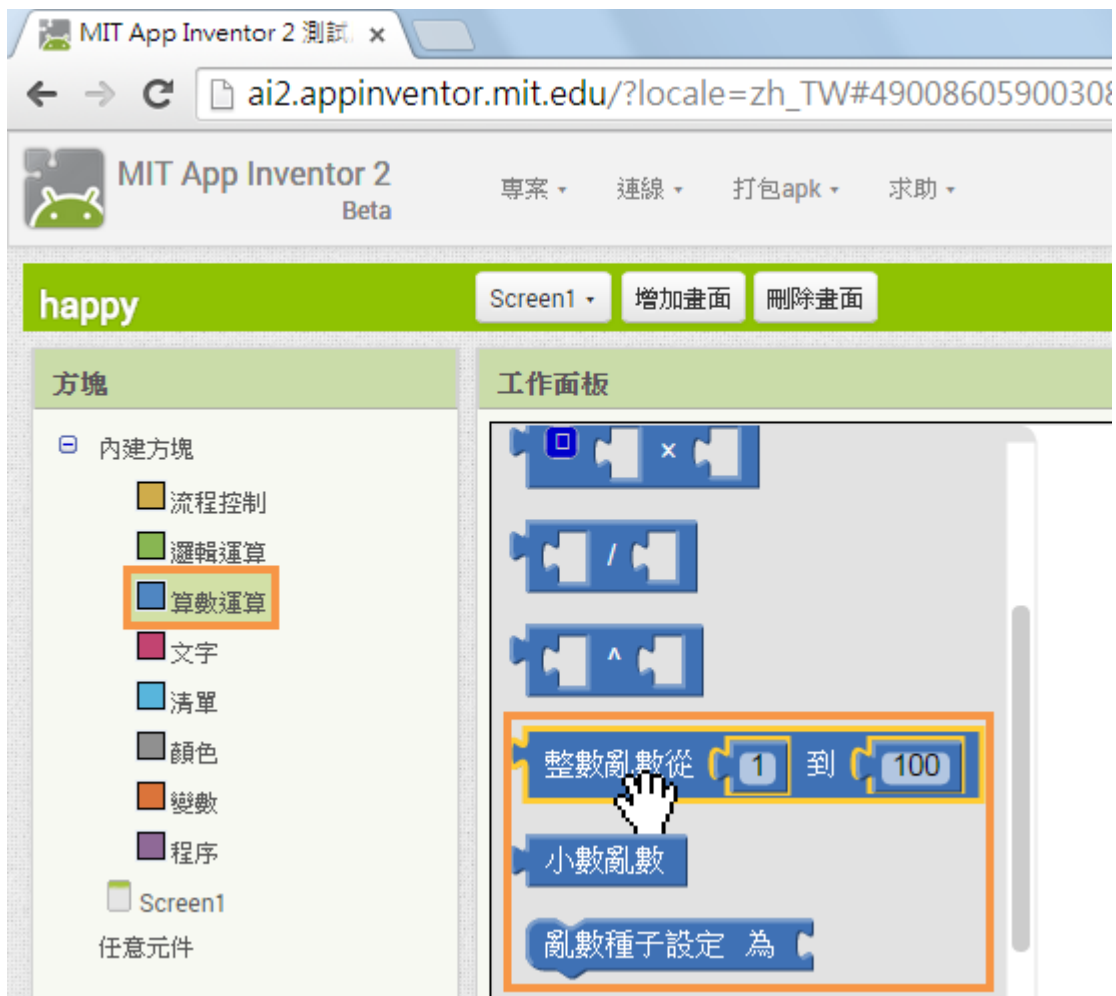 MIT App Inventor 2 測試
ai2.appinventor.mit.edu/?locale=zh_TW#49008605900308
MIT App Inventor 2
Beta
專案 連線 打包apk 求助
happy
Screen1 增加畫面 刪除畫面
方塊
工作面板
內建方塊
流程控制
邏輯運算
算數運算
文字
清單
顏色
變數
程序
Screen1
任意元件
×
/
^
整數亂數從 1 到 100
小數亂數
亂數種子設定 為